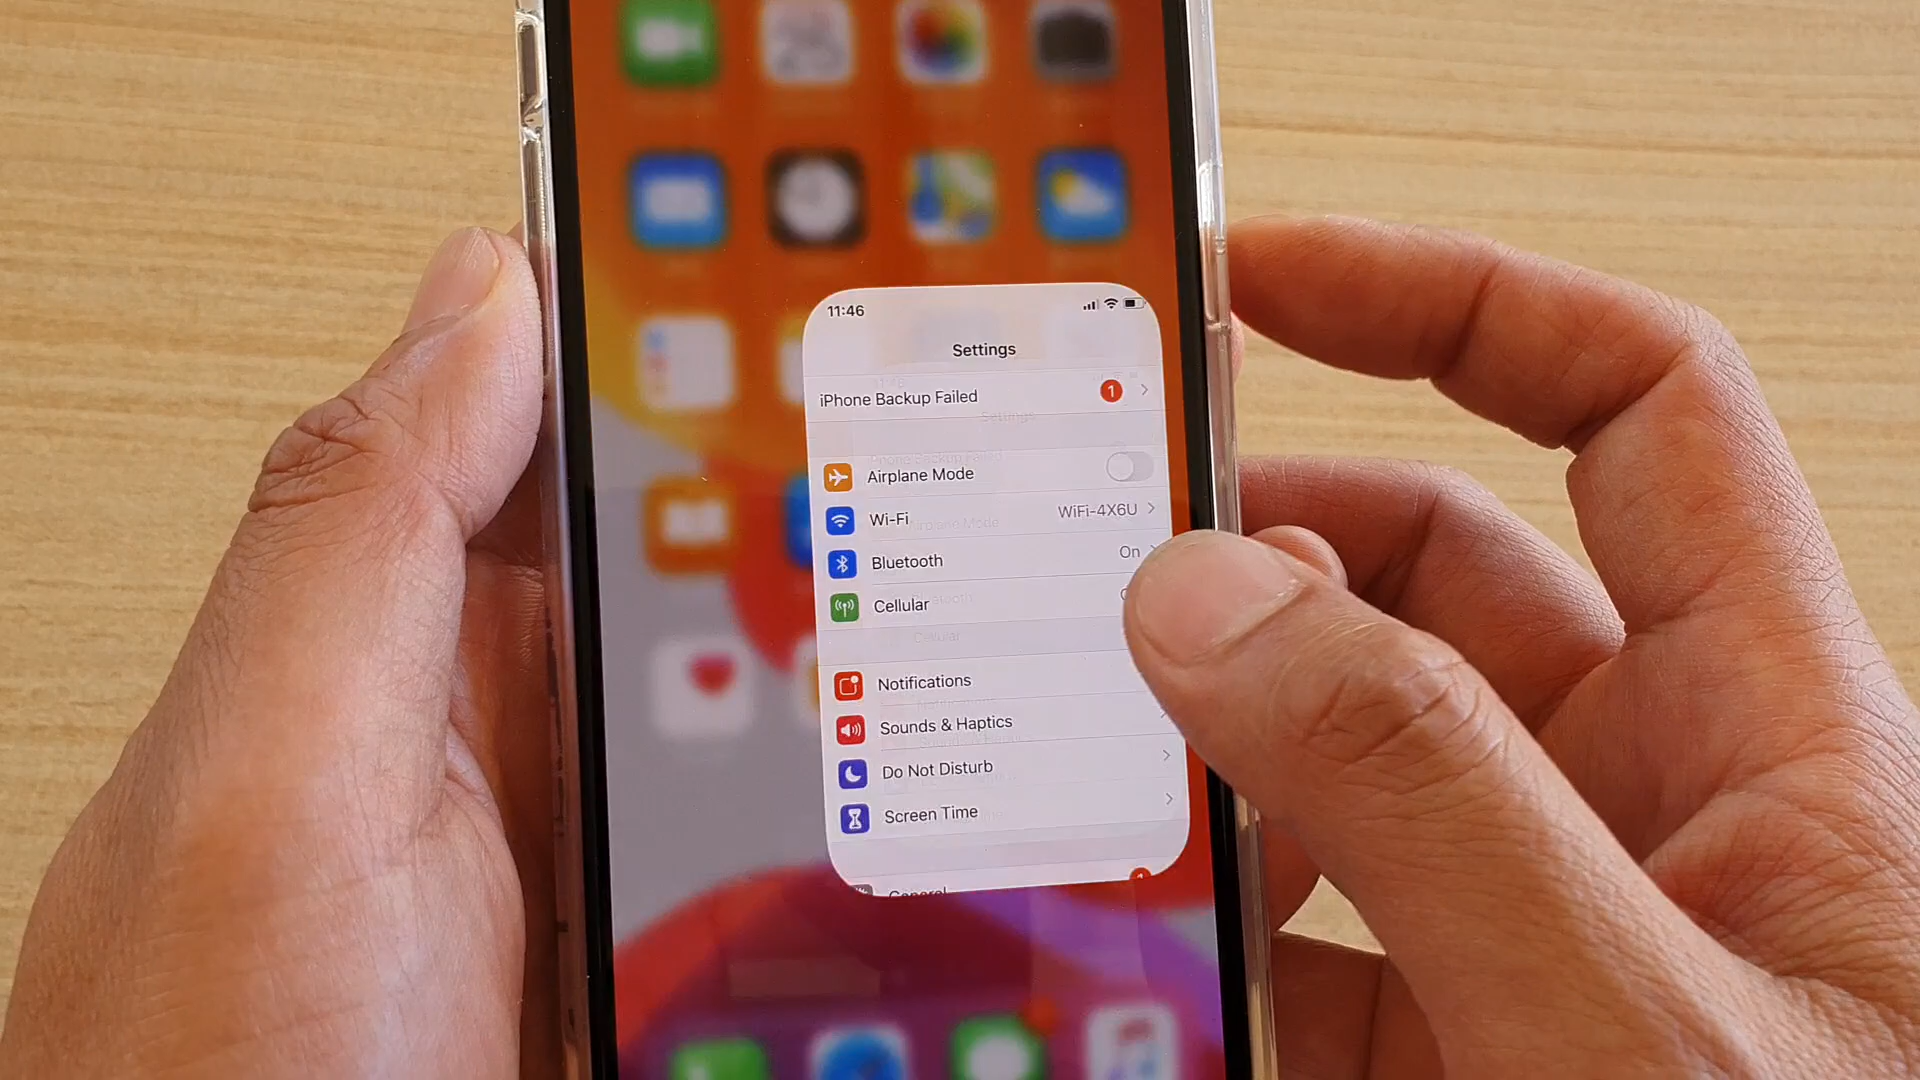 11:46
Settings
iPhone Backup Failed 1
Airplane Mode
Wi-Fi WiFi-4X6U
Bluetooth On
Cellular
Notifications
Sounds & Haptics
Do Not Disturb
Screen Time
General